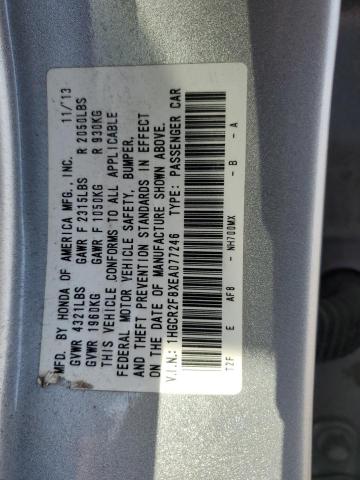 MFD. BY HONDA OF AMERICA MFG., INC. 11/13
GVWR 4321LBS GAWR F 2315LBS R 2050LBS
GVWR 1960KG GAWR F 1050KG R 930KG
THIS VEHICLE CONFORMS TO ALL APPLICABLE
FEDERAL MOTOR VEHICLE SAFETY, BUMPER,
AND THEFT PREVENTION STANDARDS IN EFFECT
ON THE DATE OF MANUFACTURE SHOWN ABOVE.
V.I.N.: 1HGCR2F8XEA077246 TYPE: PASSENGER CAR
T2F E AF8 - NH700MX - B - A